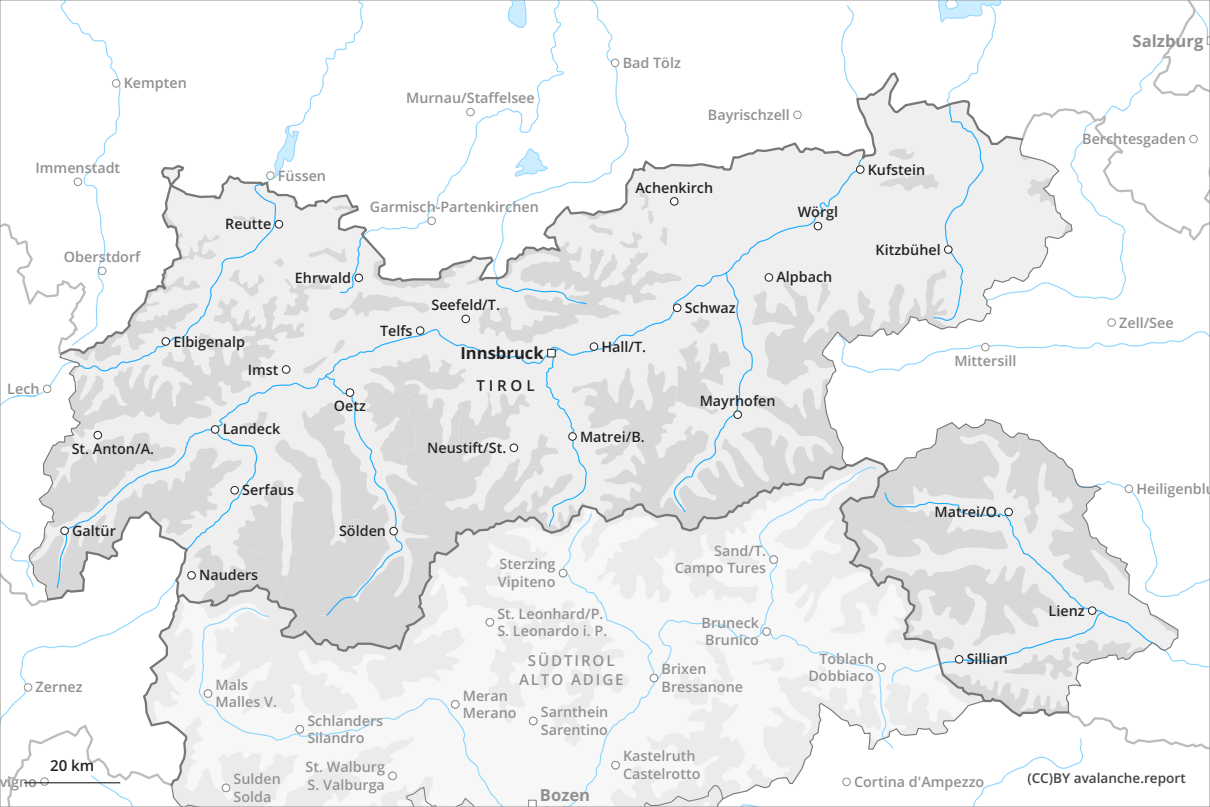 Salzburg
Bad Tölz
Kempten
Murnau/Staffelsee
Bayrischzell
Berchtesgaden
Immenstadt
Füssen
Kufstein
Achenkirch
Garmisch-Partenkirchen
Wörgl
Reutte
Kitzbühel
Oberstdorf
Ehrwald
Alpbach
Seefeld/T.
Schwaz
Zell/See
Telfs
Elbigenalp
Innsbruck
Hall/T.
Mittersill
Imst
TIROL
Lech
Oetz
Mayrhofen
Landeck
Matrei/B.
St. Anton/A.
Neustift/St.
Serfaus
Heiligenblu
Matrei/O.
Galtür
Sölden
Sand/T.
Campo Tures
Sterzing
Vipiteno
Nauders
Lienz
St. Leonhard/P.
S. Leonardo i. P.
Bruneck
Brunico
SÜDTIROL
ALTO ADIGE
Toblach
Dobbiaco
Sillian
Brixen
Bressanone
Zernez
Mals
Malles V.
Meran
Merano
Sarnthein
Sarentino
Schlanders
Silandro
Kastelruth
Castelrotto
20 km
St. Walburg
S. Valburga
vigno
Sulden
Solda
Cortina d'Ampezzo
(CC)BY avalanche.report
Bozen